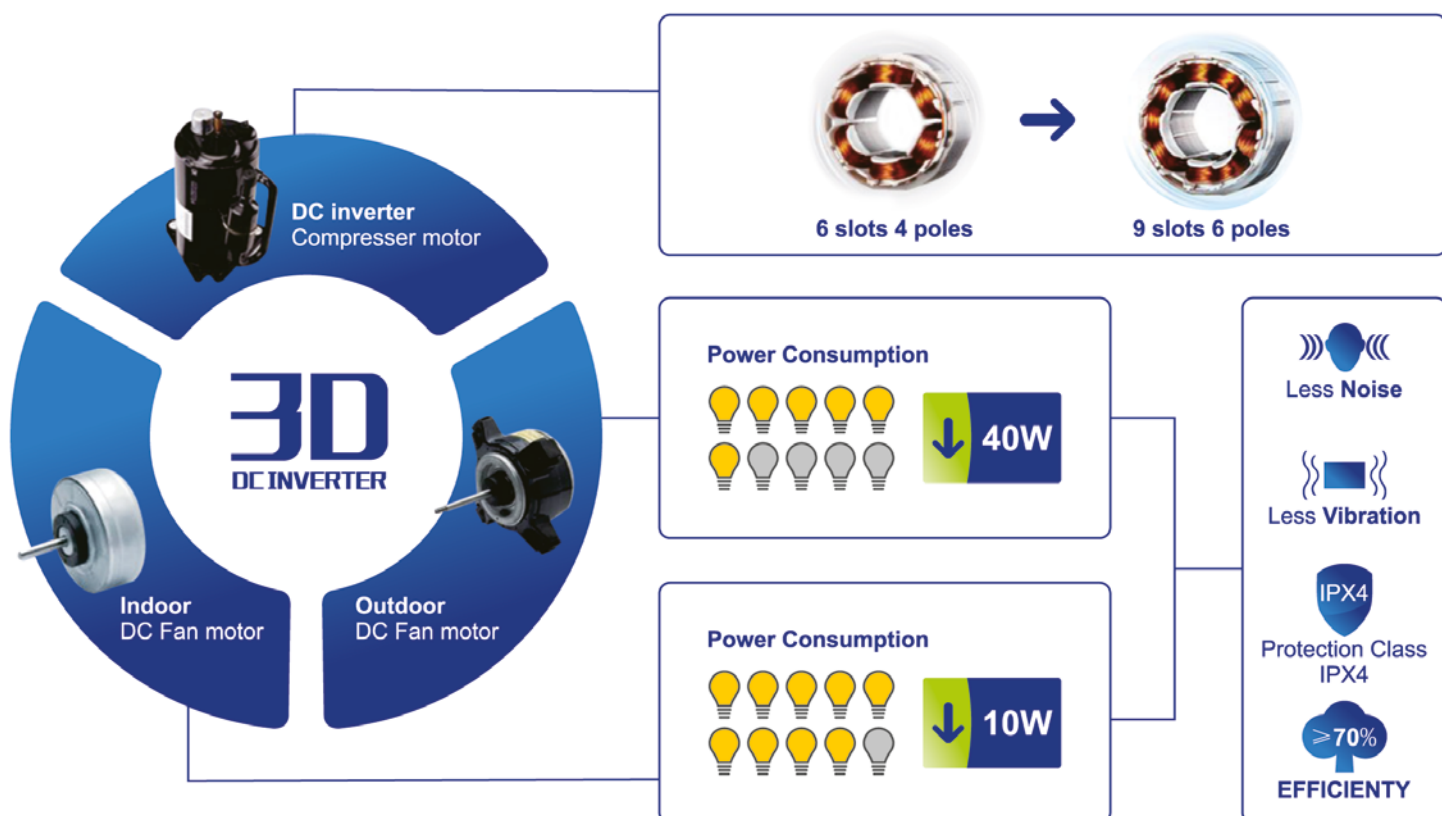 DC inverter
Compresser motor
6 slots 4 poles
9 slots 6 poles
3D
DC INVERTER
Indoor
DC Fan motor
Outdoor
DC Fan motor
Power Consumption
40W
Power Consumption
10W
Less Noise
Less Vibration
IPX4
Protection Class
IPX4
≥70%
EFFICIENTY